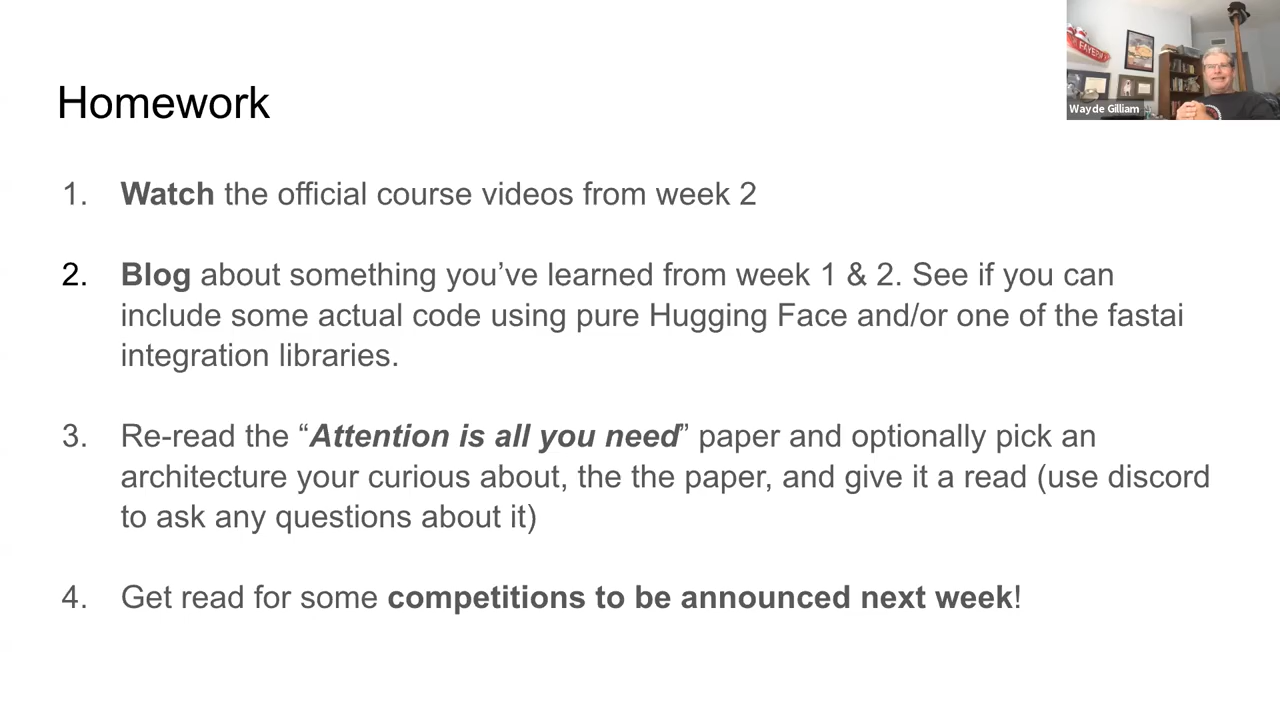 Homework
Wayde Gilliam
1. Watch the official course videos from week 2
2. Blog about something you’ve learned from week 1 & 2. See if you can
include some actual code using pure Hugging Face and/or one of the fastai
integration libraries.
3. Re-read the “Attention is all you need” paper and optionally pick an
architecture your curious about, the the paper, and give it a read (use discord
to ask any questions about it)
4. Get read for some competitions to be announced next week!